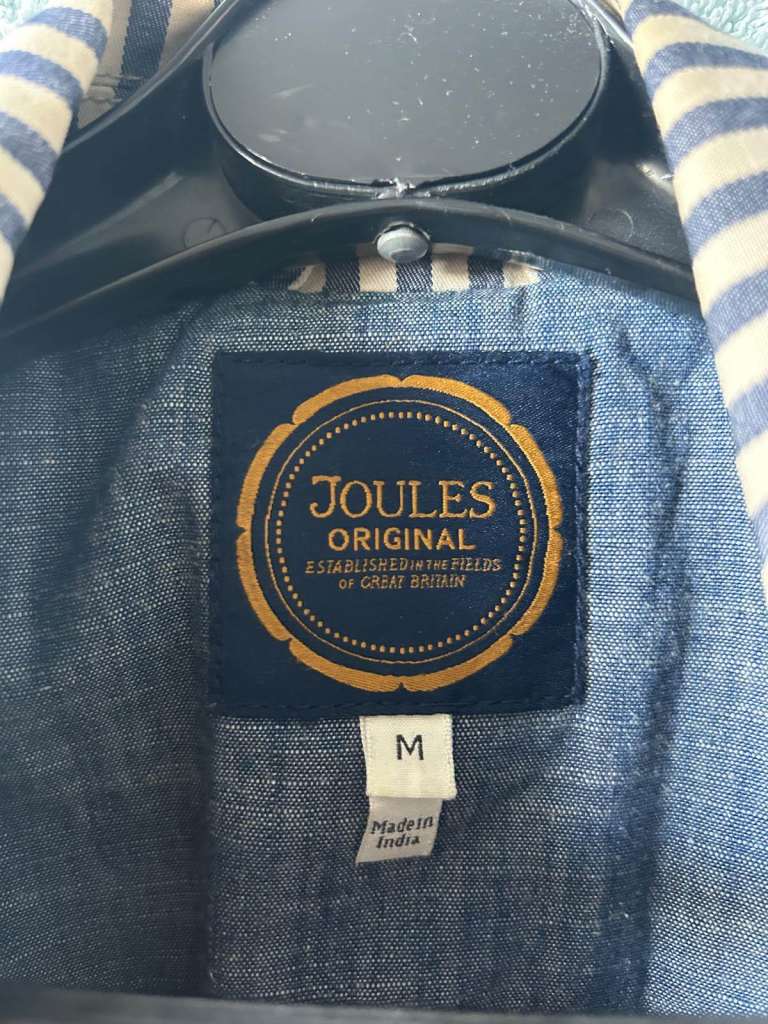 JOULES
ORIGINAL
ESTABLISHED IN THE FIELDS
OF GREAT BRITAIN
M
Made in
India